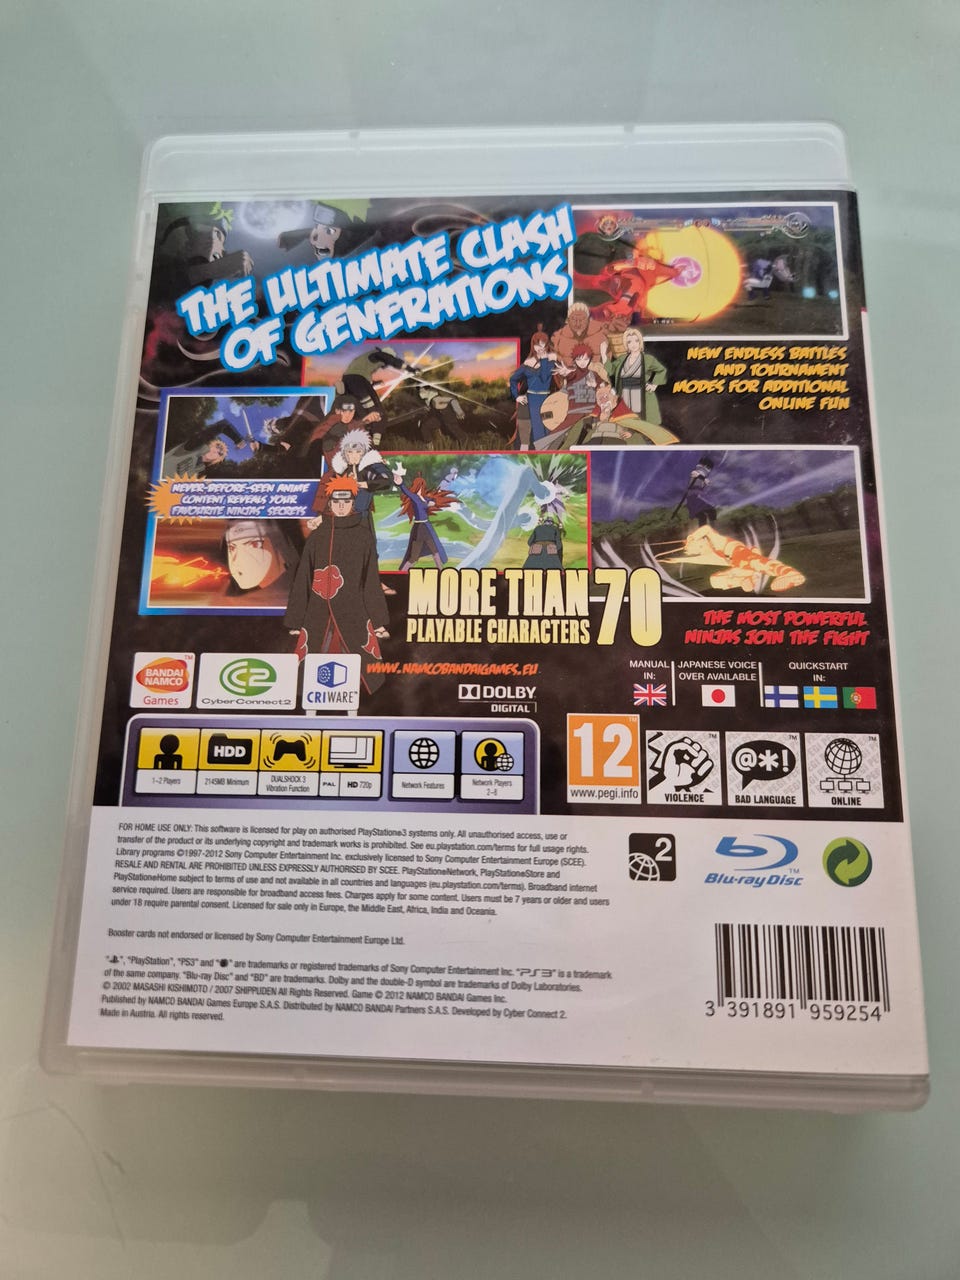 THE ULTIMATE CLASH
OF GENERATIONS
NEW ENDLESS BATTLES
AND TOURNAMENT
MODES FOR ADDITIONAL
ONLINE FUN
NEVER-BEFORE-SEEN ANIME
CONTENT REVEALS YOUR
FAVOURITE NINJAS' SECRETS
MORE THAN 70
PLAYABLE CHARACTERS
THE MOST POWERFUL
NINJAS JOIN THE FIGHT
BANDAI
NAMCO
Games
TM
C2
CyberConnect2
CRIWARE™
WWW.NAMCOBANDAIGAMES.EU
DOLBY
DIGITAL
MANUAL
IN:
JAPANESE VOICE
OVER AVAILABLE
QUICKSTART
IN:
1-2 Players
HDD
2145MB Minimum
DUALSHOCK 3
Vibration Function
PAL
HD 720p
Network Features
Network Players
2-8
12
www.pegi.info
VIOLENCE
@*!
BAD LANGUAGE
ONLINE
FOR HOME USE ONLY: This software is licensed for play on authorised PlayStation®3 systems only. All unauthorised access, use or
transfer of the product or its underlying copyright and trademark works is prohibited. See eu.playstation.com/terms for full usage rights.
Library programs ©1997-2012 Sony Computer Entertainment Inc. exclusively licensed to Sony Computer Entertainment Europe (SCEE).
RESALE AND RENTAL ARE PROHIBITED UNLESS EXPRESSLY AUTHORISED BY SCEE. PlayStation®Network, PlayStation®Store and
PlayStation®Home subject to terms of use and not available in all countries and languages (eu.playstation.com/terms). Broadband internet
service required. Users are responsible for broadband access fees. Charges apply for some content. Users must be 7 years or older and users
under 18 require parental consent. Licensed for sale only in Europe, the Middle East, Africa, India and Oceania.
Booster cards not endorsed or licensed by Sony Computer Entertainment Europe Ltd.
"", "PlayStation", "PS3" and "" are trademarks or registered trademarks of Sony Computer Entertainment Inc. "PS3" is a trademark
of the same company. "Blu-ray Disc" and "BD" are trademarks. Dolby and the double-D symbol are trademarks of Dolby Laboratories.
© 2002 MASASHI KISHIMOTO / 2007 SHIPPUDEN All Rights Reserved. Game © 2012 NAMCO BANDAI Games Inc.
Published by NAMCO BANDAI Games Europe S.A.S. Distributed by NAMCO BANDAI Partners S.A.S. Developed by Cyber Connect 2.
Made in Austria. All rights reserved.
2
Blu-ray Disc
3 391891 959254